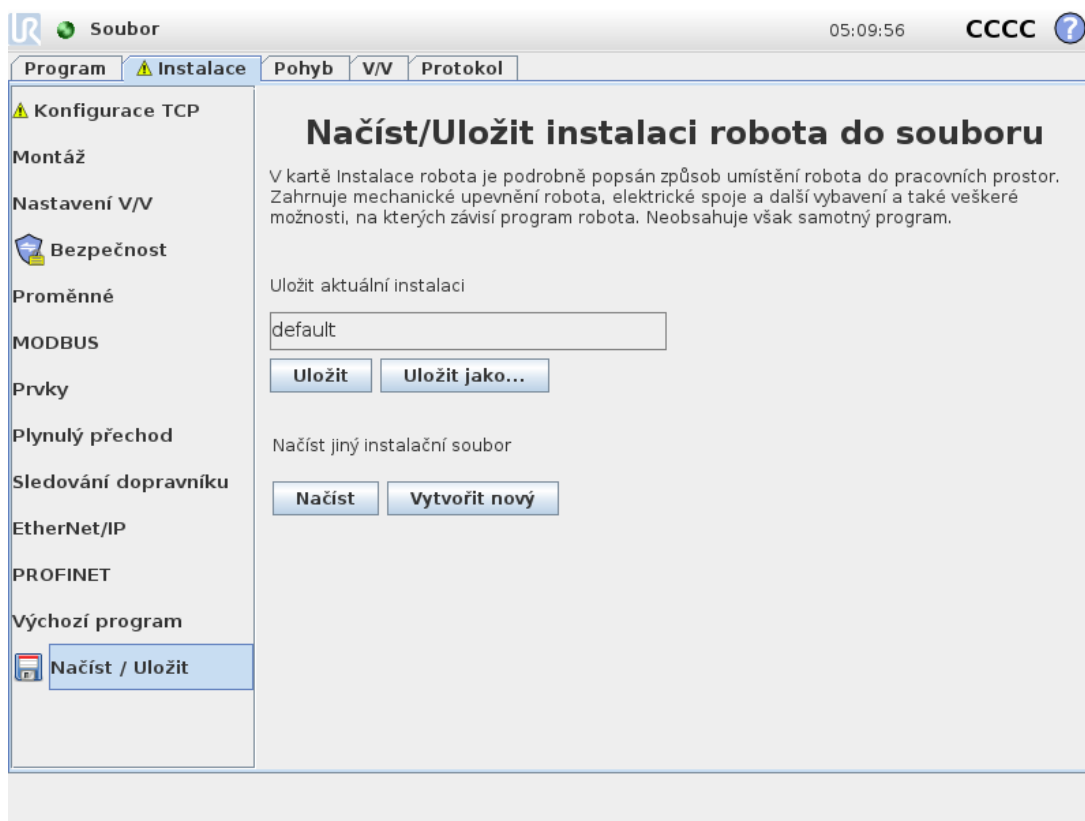 Soubor
05:09:56
CCCC
?
Program
Instalace
Pohyb
V/V
Protokol
Konfigurace TCP
Montáž
Nastavení V/V
Bezpečnost
Proměnné
MODBUS
Prvky
Plynulý přechod
Sledování dopravníku
EtherNet/IP
PROFINET
Výchozí program
Načíst / Uložit
Načíst/Uložit instalaci robota do souboru
V kartě Instalace robota je podrobně popsán způsob umístění robota do pracovních prostor.
Zahrnuje mechanické upevnění robota, elektrické spoje a další vybavení a také veškeré
možnosti, na kterých závisí program robota. Neobsahuje však samotný program.
Uložit aktuální instalaci
default
Uložit
Uložit jako...
Načíst jiný instalační soubor
Načíst
Vytvořit nový